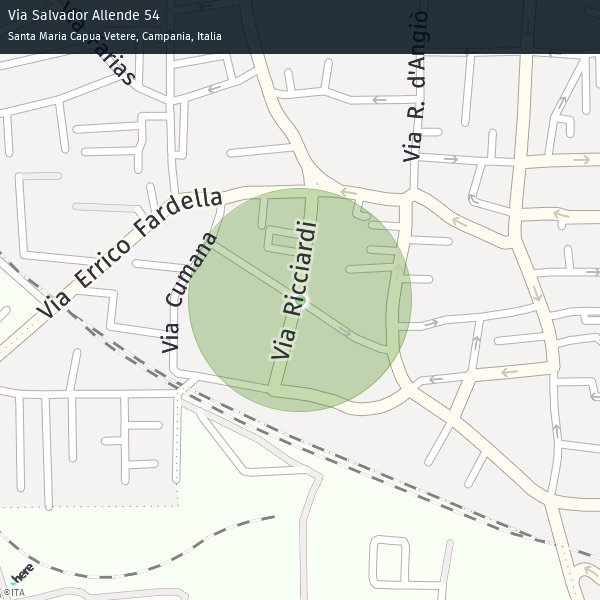 Via Salvador Allende 54
Santa Maria Capua Vetere, Campania, Italia
Via R. d'Angiò
Via Errico Fardella
Via Cumana
Via Ricciardi
here
©ITA